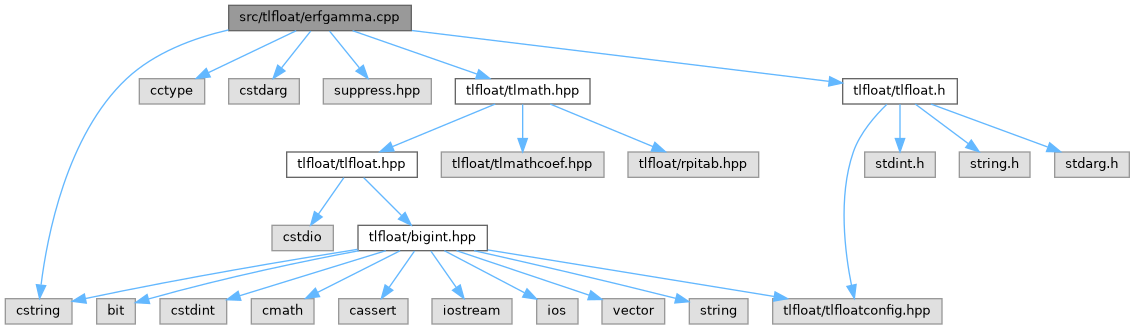 src/tlfloat/erfgamma.cpp
cctype
cstdarg
suppress.hpp
tlfloat/tlmath.hpp
tlfloat/tlfloat.h
tlfloat/tlfloat.hpp
tlfloat/tlmathcoef.hpp
tlfloat/rpitab.hpp
stdint.h
string.h
stdarg.h
cstdio
tlfloat/bigint.hpp
cstring
bit
cstdint
cmath
cassert
iostream
ios
vector
string
tlfloat/tlfloatconfig.hpp